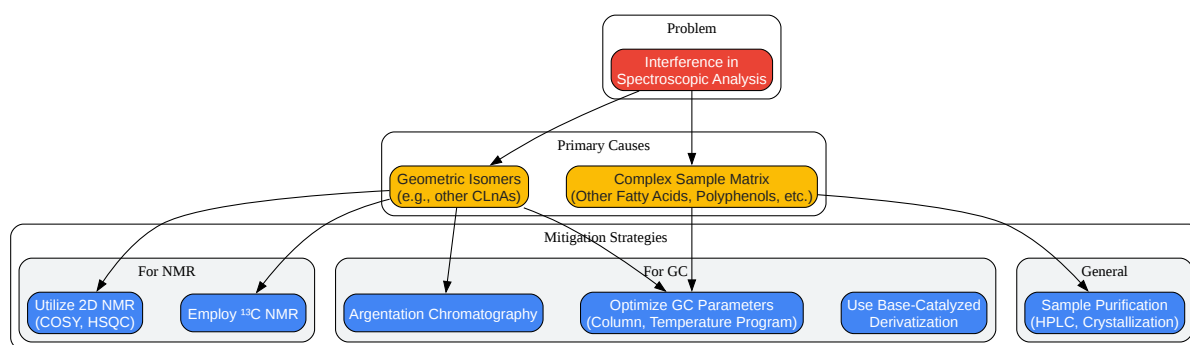 Problem
Interference in
Spectroscopic Analysis
Primary Causes
Geometric Isomers
(e.g., other CLnAs)
Complex Sample Matrix
(Other Fatty Acids, Polyphenols, etc.)
Mitigation Strategies
For NMR
Utilize 2D NMR
(COSY, HSQC)
Employ ¹³C NMR
For GC
Argentation Chromatography
Optimize GC Parameters
(Column, Temperature Program)
Use Base-Catalyzed
Derivatization
General
Sample Purification
(HPLC, Crystallization)